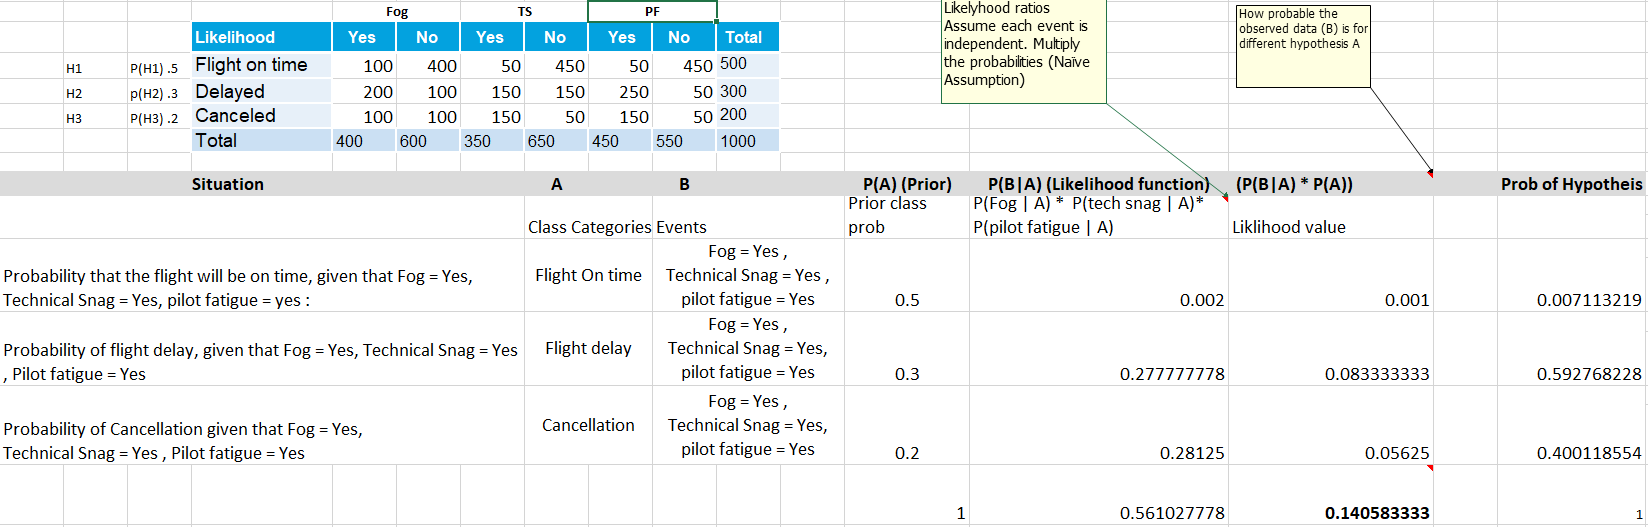 Fog TS PF
Likelihood Yes No Yes No Yes No Total
H1 P(H1) .5 Flight on time 100 400 50 450 50 450 500
H2 p(H2) .3 Delayed 200 100 150 150 250 50 300
H3 P(H3) .2 Canceled 100 100 150 50 150 50 200
Total 400 600 350 650 450 550 1000
Likelyhood ratios
Assume each event is
independent. Multiply
the probabilities (Naïve
Assumption)
How probable the
observed data (B) is for
different hypothesis A
Situation A B P(A) (Prior) P(B|A) (Likelihood function) (P(B|A) * P(A)) Prob of Hypotheis
Class Categories Events
Prior class
prob
P(Fog | A) * P(tech snag | A)*
P(pilot fatigue | A)
Liklihood value
Probability that the flight will be on time, given that Fog = Yes,
Technical Snag = Yes, pilot fatigue = yes :
Flight On time
Fog = Yes ,
Technical Snag = Yes ,
pilot fatigue = Yes
0.5 0.002 0.001 0.007113219
Probability of flight delay, given that Fog = Yes, Technical Snag = Yes
, Pilot fatigue = Yes
Flight delay
Fog = Yes ,
Technical Snag = Yes,
pilot fatigue = Yes
0.3 0.277777778 0.083333333 0.592768228
Probability of Cancellation given that Fog = Yes,
Technical Snag = Yes , Pilot fatigue = Yes
Cancellation
Fog = Yes ,
Technical Snag = Yes,
pilot fatigue = Yes
0.2 0.28125 0.05625 0.400118554
1 0.561027778 0.140583333 1